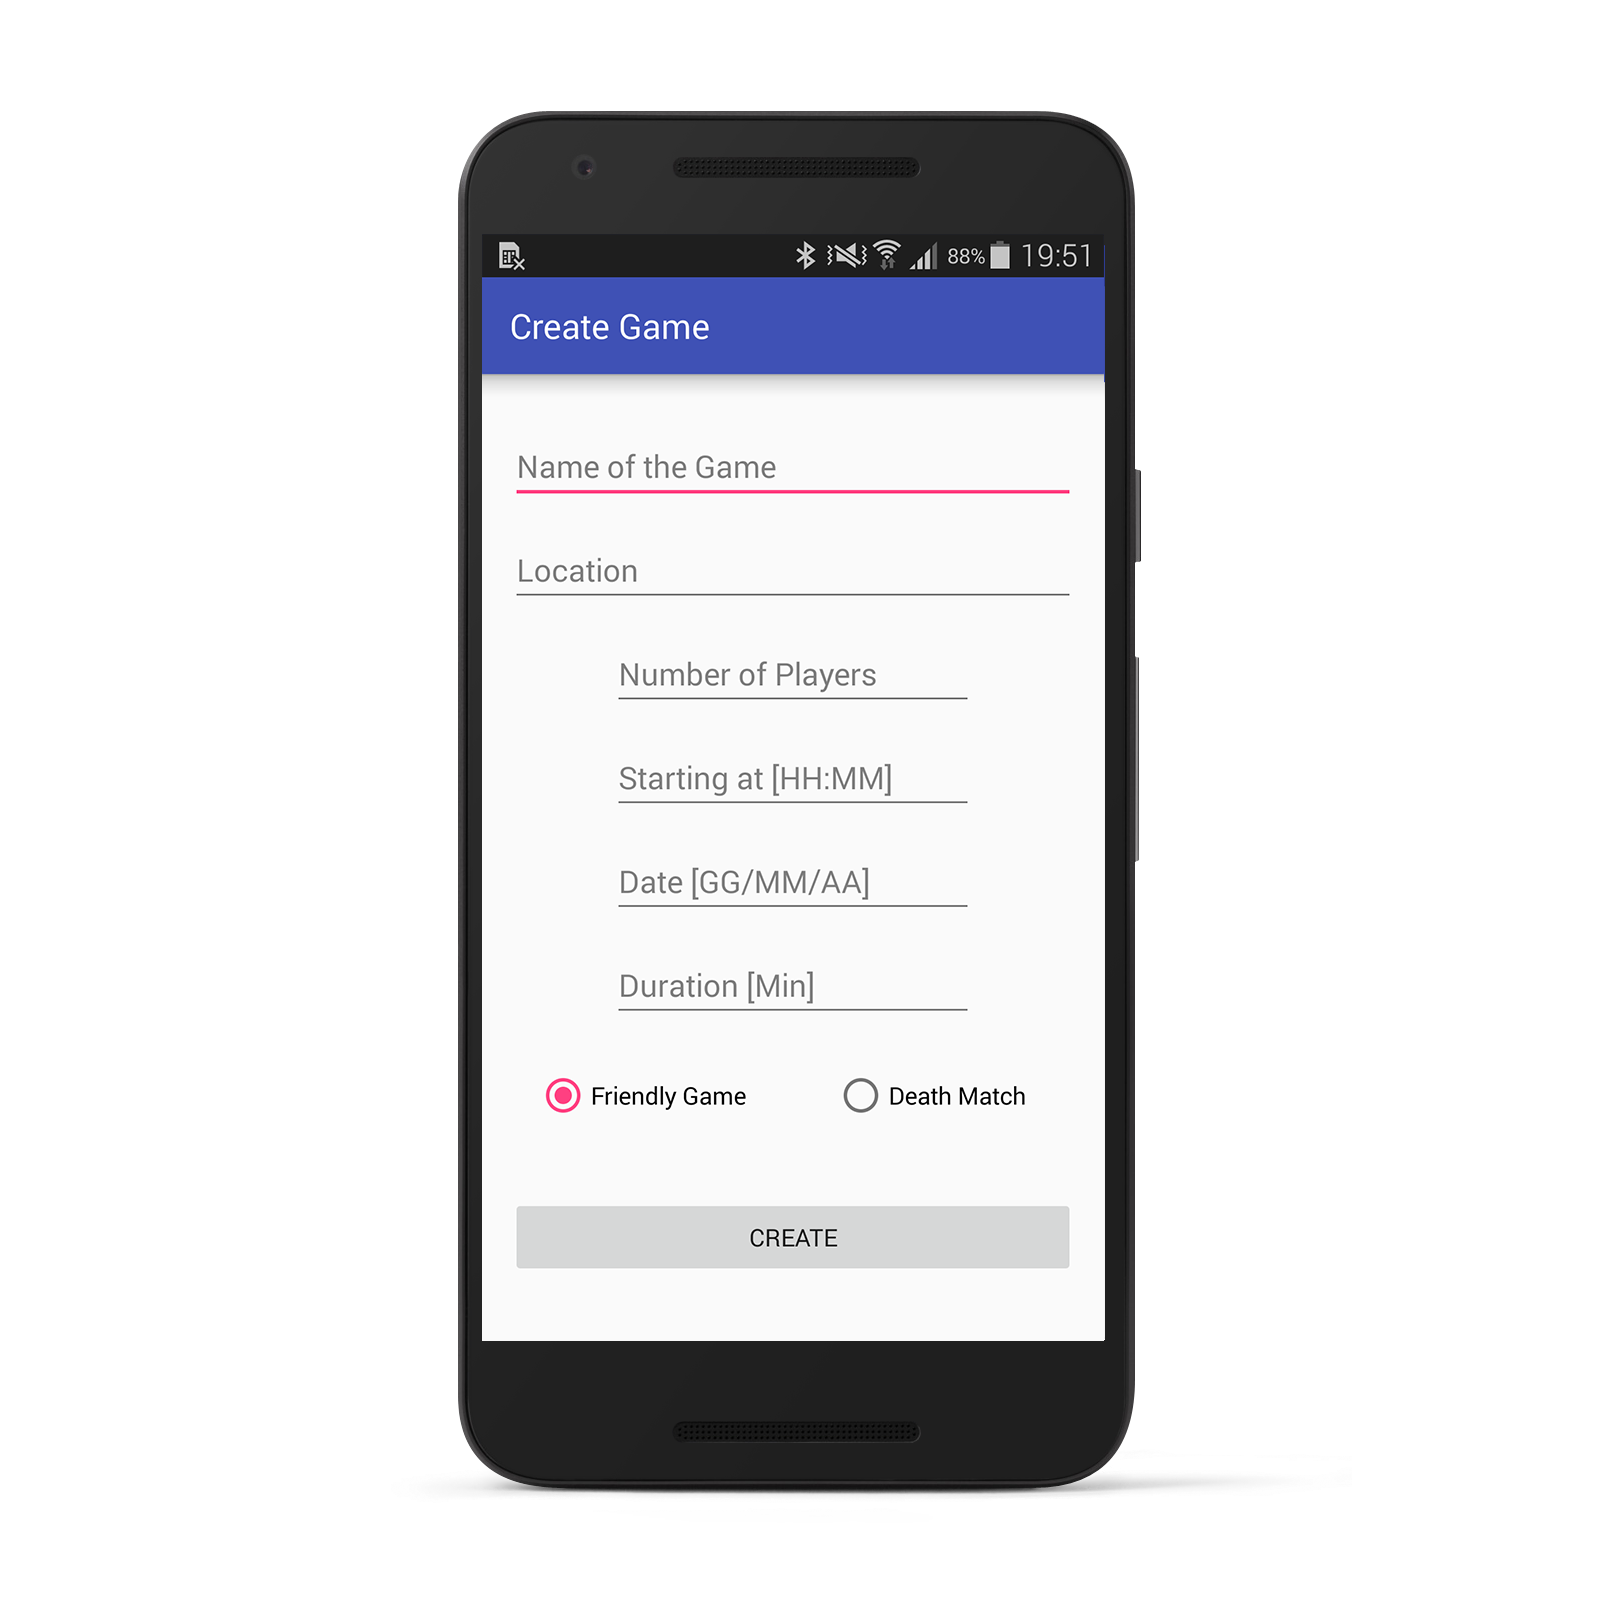 88% 19:51
Create Game
Name of the Game
Location
Number of Players
Starting at [HH:MM]
Date [GG/MM/AA]
Duration [Min]
Friendly Game Death Match
CREATE